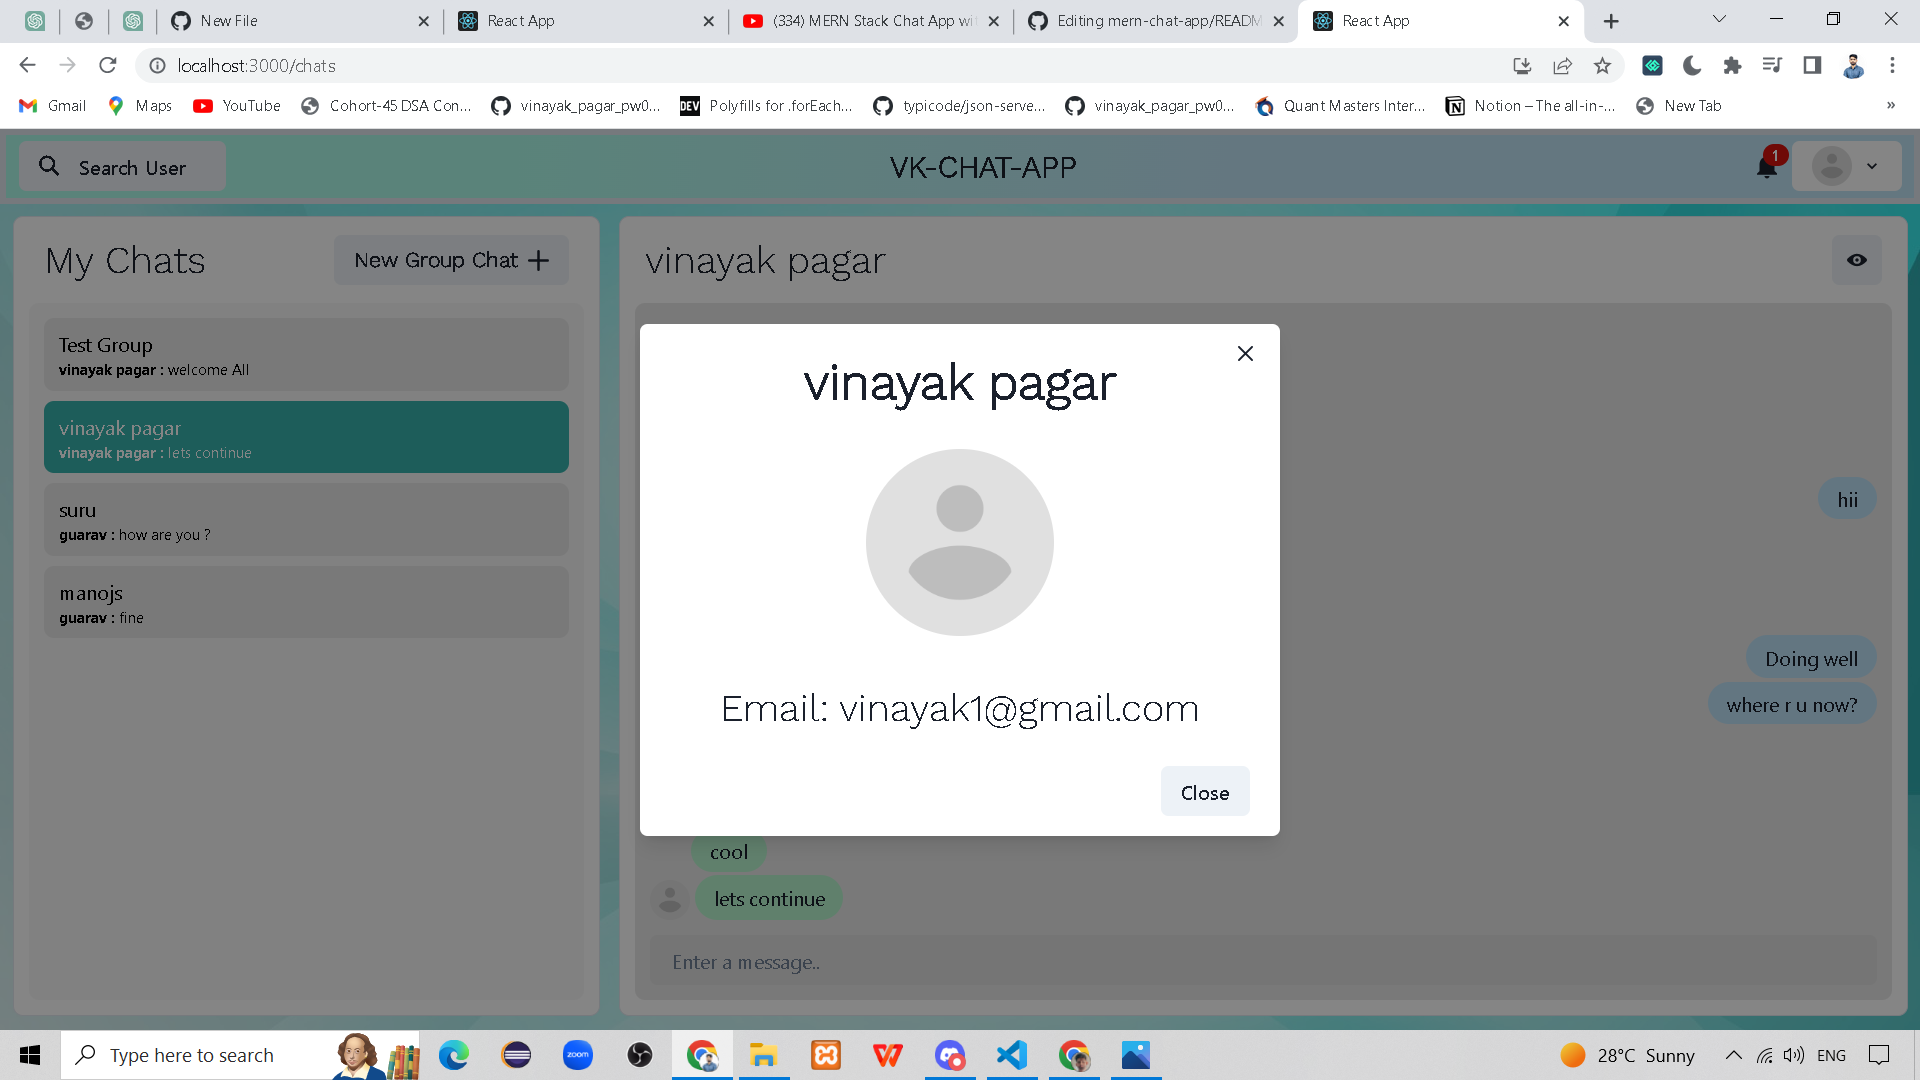 New File
React App
(334) MERN Stack Chat App wi
Editing mern-chat-app/READM
React App
localhost:3000/chats
Gmail
Maps
YouTube
Cohort-45 DSA Con...
vinayak_pagar_pw0...
DEV
Polyfills for .forEach...
typicode/json-serve...
vinayak_pagar_pw0...
Quant Masters Inter...
Notion – The all-in-...
New Tab
»
Search User
VK-CHAT-APP
1
My Chats
New Group Chat
vinayak pagar
Test Group
vinayak pagar : welcome All
vinayak pagar
vinayak pagar : lets continue
suru
guarav : how are you ?
manojs
guarav : fine
vinayak pagar
Email: vinayak1@gmail.com
Close
hii
Doing well
where r u now?
cool
lets continue
Enter a message..
Type here to search
zoom
28°C Sunny
ENG